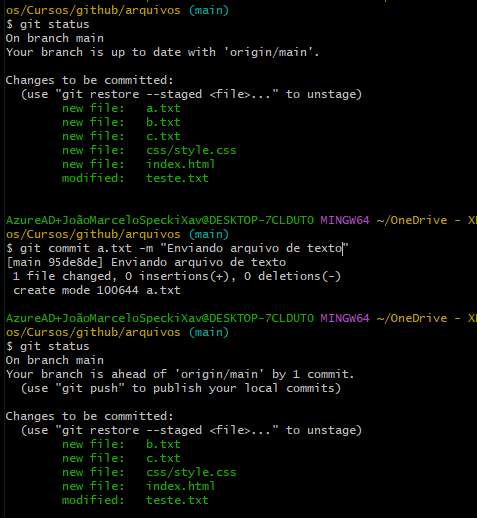 os/Cursos/github/arquivos (main)
$ git status
On branch main
Your branch is up to date with 'origin/main'.
Changes to be committed:
(use "git restore --staged <file>..." to unstage)
new file: a.txt
new file: b.txt
new file: c.txt
new file: css/style.css
new file: index.html
modified: teste.txt
AzureAD+JoãoMarceloSpeckiXav@DESKTOP-7CLDUTO MINGW64 ~/OneDrive - X
os/Cursos/github/arquivos (main)
$ git commit a.txt -m "Enviando arquivo de texto"
[main 95de8de] Enviando arquivo de texto
1 file changed, 0 insertions(+), 0 deletions(-)
create mode 100644 a.txt
AzureAD+JoãoMarceloSpeckiXav@DESKTOP-7CLDUTO MINGW64 ~/OneDrive - X
os/Cursos/github/arquivos (main)
$ git status
On branch main
Your branch is ahead of 'origin/main' by 1 commit.
(use "git push" to publish your local commits)
Changes to be committed:
(use "git restore --staged <file>..." to unstage)
new file: b.txt
new file: c.txt
new file: css/style.css
new file: index.html
modified: teste.txt